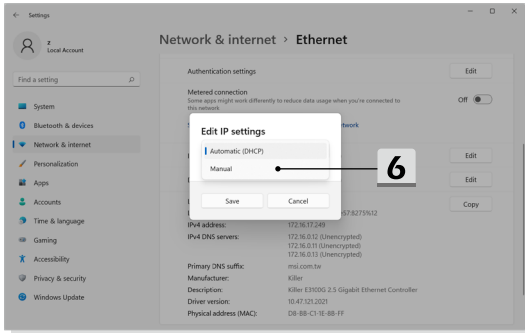 Settings
z
Local Account
Find a setting
System
Bluetooth & devices
Network & internet
Personalization
Apps
Accounts
Time & language
Gaming
Accessibility
Privacy & security
Windows Update
Network & internet > Ethernet
Authentication settings
Edit
Metered connection
Some apps might work differently to reduce data usage when you're connected to
this network
Off
Edit IP settings
Automatic (DHCP)
Manual
6
Save
Cancel
Edit
Edit
Copy
IPv4 address: 172.16.17.249
IPv4 DNS servers: 172.16.0.12 (Unencrypted)
172.16.0.11 (Unencrypted)
172.16.0.13 (Unencrypted)
Primary DNS suffix: msi.com.tw
Manufacturer: Killer
Description: Killer E3100G 2.5 Gigabit Ethernet Controller
Driver version: 10.47.121.2021
Physical address (MAC): D8-BB-C1-1E-8B-FF